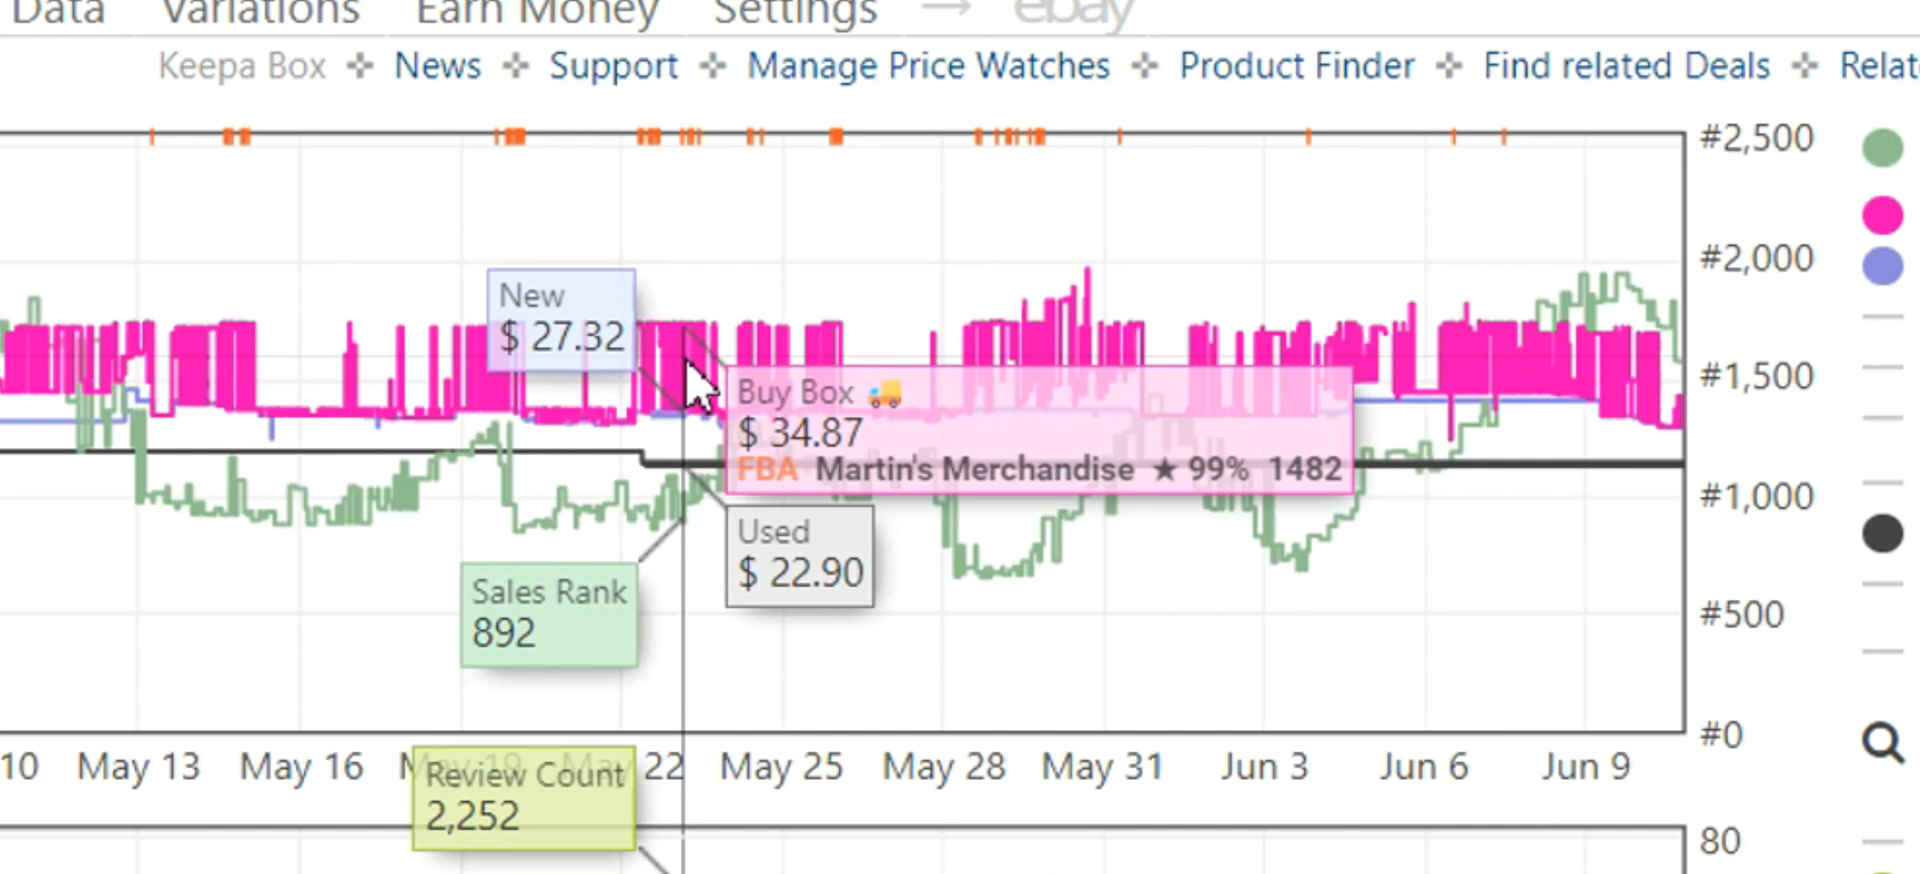 Data Variations Earn Money Settings → ebay
Keepa Box ✣ News ✣ Support ✣ Manage Price Watches ✣ Product Finder ✣ Find related Deals ✣
#2,500
#2,000
#1,500
#1,000
#500
#0
New
$ 27.32
Buy Box
$ 34.87
FBA Martin's Merchandise ★ 99% 1482
Used
$ 22.90
Sales Rank
892
10 May 13 May 16 May 19 May 22 May 25 May 28 May 31 Jun 3 Jun 6 Jun 9
Review Count
2,252
80